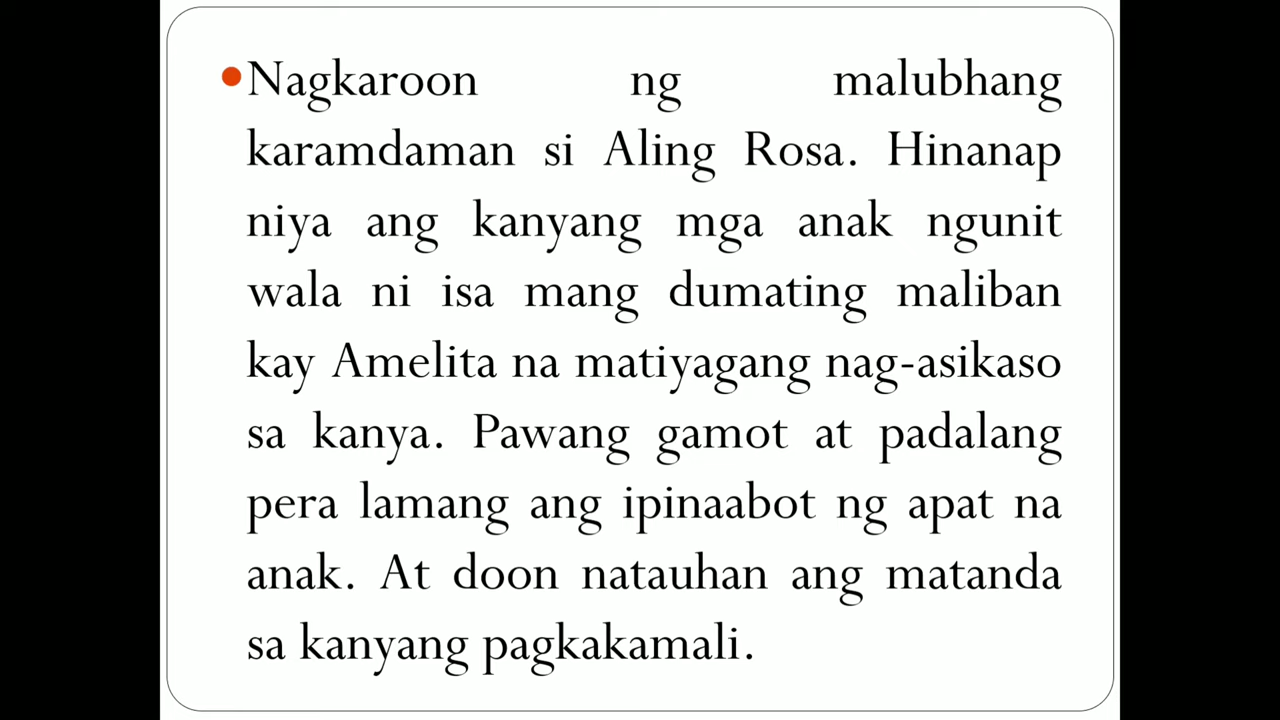 •Nagkaroon ng malubhang
karamdaman si Aling Rosa. Hinanap
niya ang kanyang mga anak ngunit
wala ni isa mang dumating maliban
kay Amelita na matiyagang nag-asikaso
sa kanya. Pawang gamot at padalang
pera lamang ang ipinaabot ng apat na
anak. At doon natauhan ang matanda
sa kanyang pagkakamali.